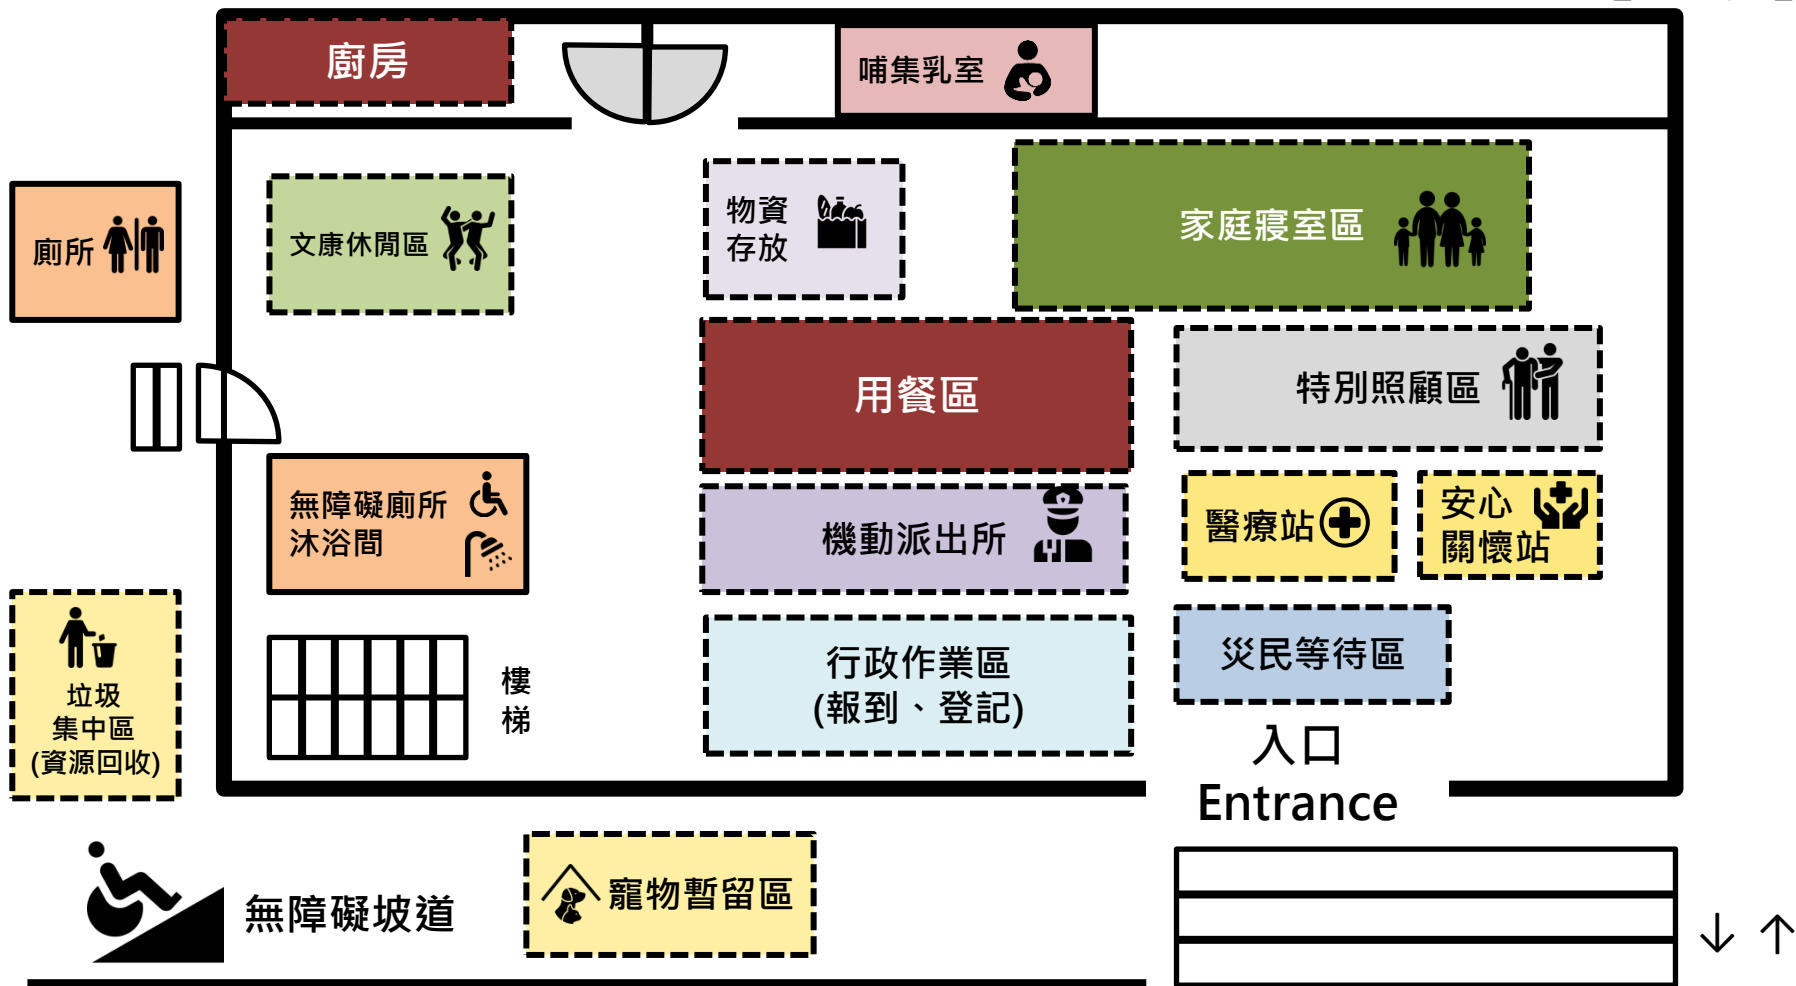 廚房
哺集乳室
廁所
文康休閒區
物資
存放
家庭寢室區
用餐區
特別照顧區
無障礙廁所
沐浴間
機動派出所
醫療站
安心
關懷站
垃圾
集中區
(資源回收)
樓
梯
行政作業區
(報到、登記)
災民等待區
入口
Entrance
無障礙坡道
寵物暫留區
↓ ↑